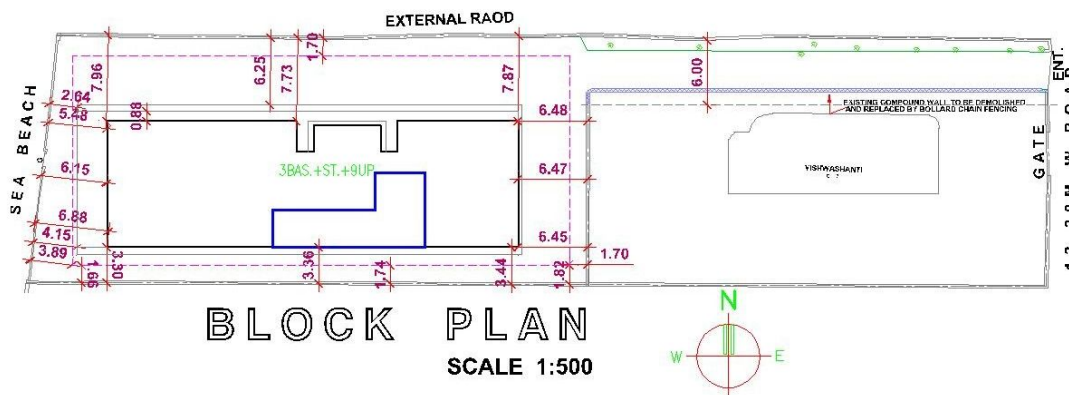 EXTERNAL RAOD
7.96
6.25
7.73
1.70
7.87
6.00
ENT.
GATE
2.64
5.48
0.88
6.48
EXISTING COMPOUND WALL TO BE DEMOLISHED
AND REPLACED BY BOLLARD CHAIN FENCING
SEA BEACH
6.15
3BAS.+ST.+9UP
6.47
VISHWASHANTI
6.88
4.15
3.89
6.45
1.66
3.30
3.36
1.74
3.44
1.82
1.70
BLOCK PLAN
SCALE 1:500
N
W
E